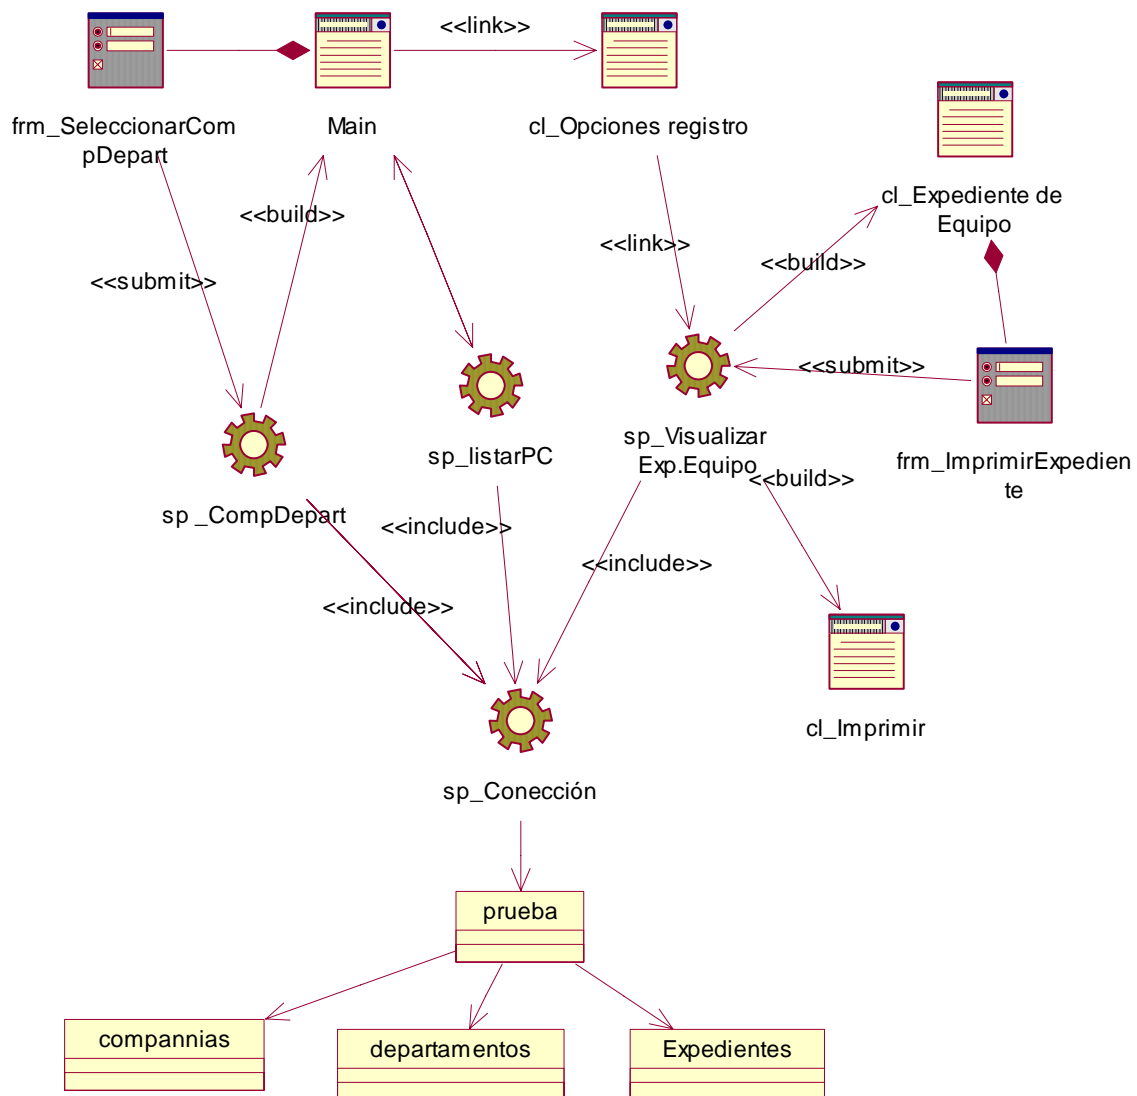 <<link>>
frm_SeleccionarCom
pDepart
Main
cl_Opciones registro
cl_Expediente de
Equipo
<<build>>
<<link>>
<<build>>
<<submit>>
<<submit>>
sp_listarPC
sp_Visualizar
Exp.Equipo
frm_ImprimirExpedien
te
<<build>>
sp _CompDepart
<<include>>
<<include>>
<<include>>
cl_Imprimir
sp_Conección
prueba
compannias
departamentos
Expedientes